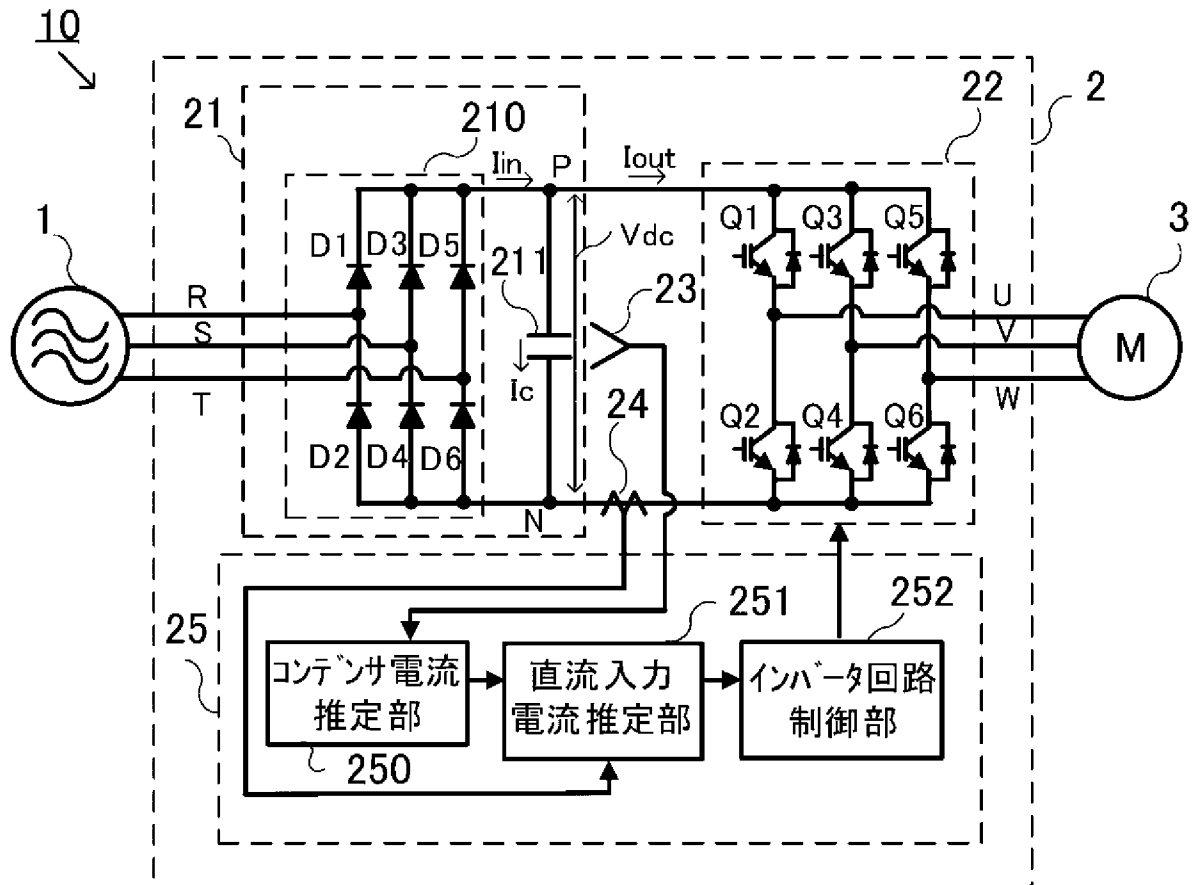 10
21
210
22
2
Iin
P
Iout
1
D1
D3
D5
211
Vdc
23
Q1
Q3
Q5
3
R
S
T
U
V
W
M
Ic
24
D2
D4
D6
Q2
Q4
Q6
N
25
251
252
コンデンサ電流
推定部
250
直流入力
電流推定部
インバータ回路
制御部